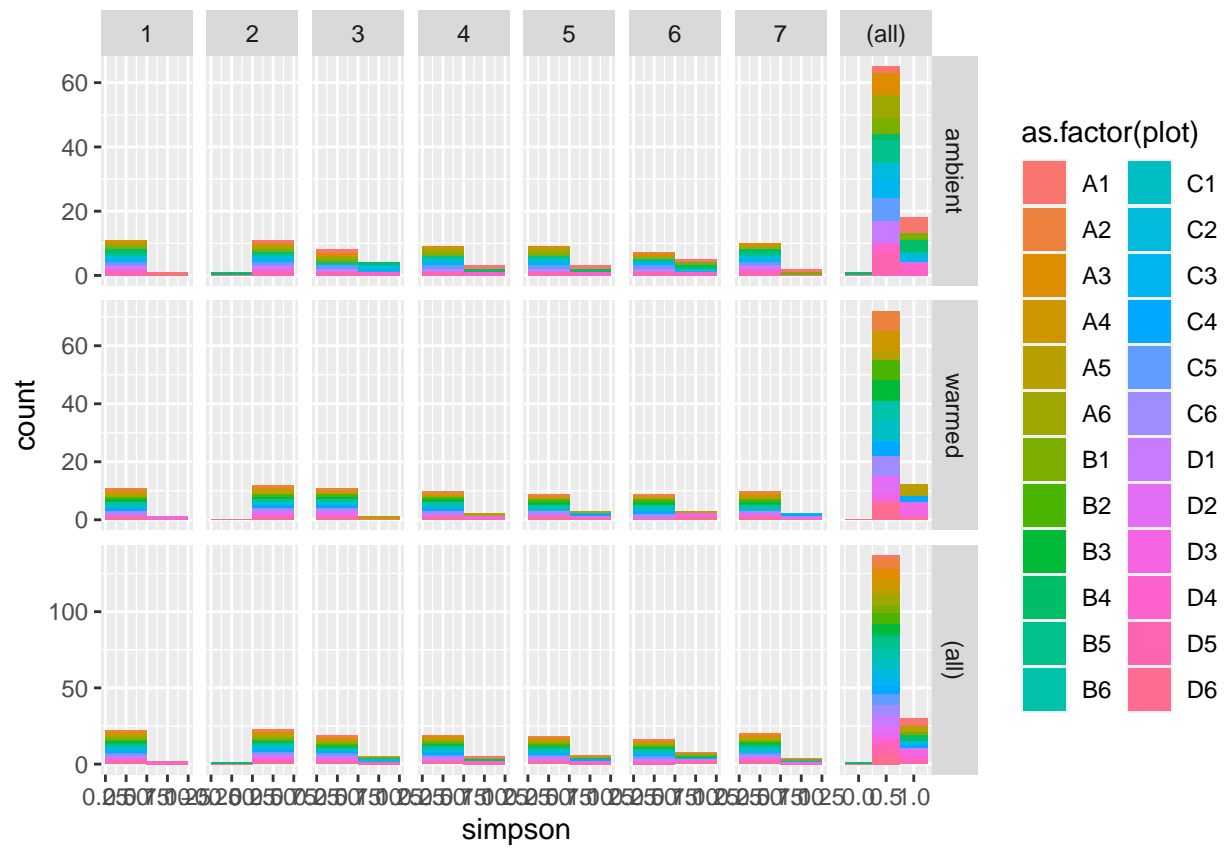 1 2 3 4 5 6 7 (all)
60
40
20
0
ambient
60
40
20
0
warmed
100
50
0
(all)
count
0.0 0.5 1.0
simpson
as.factor(plot)
A1 C1
A2 C2
A3 C3
A4 C4
A5 C5
A6 C6
B1 D1
B2 D2
B3 D3
B4 D4
B5 D5
B6 D6